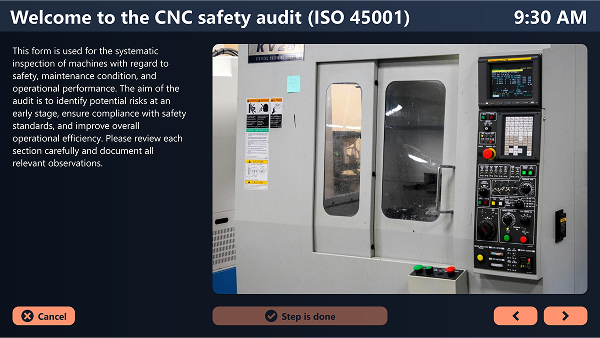 Welcome to the CNC safety audit (ISO 45001)
9:30 AM
This form is used for the systematic
inspection of machines with regard to
safety, maintenance condition, and
operational performance. The aim of the
audit is to identify potential risks at an
early stage, ensure compliance with safety
standards, and improve overall
operational efficiency. Please review each
section carefully and document all
relevant observations.
Cancel
Step is done